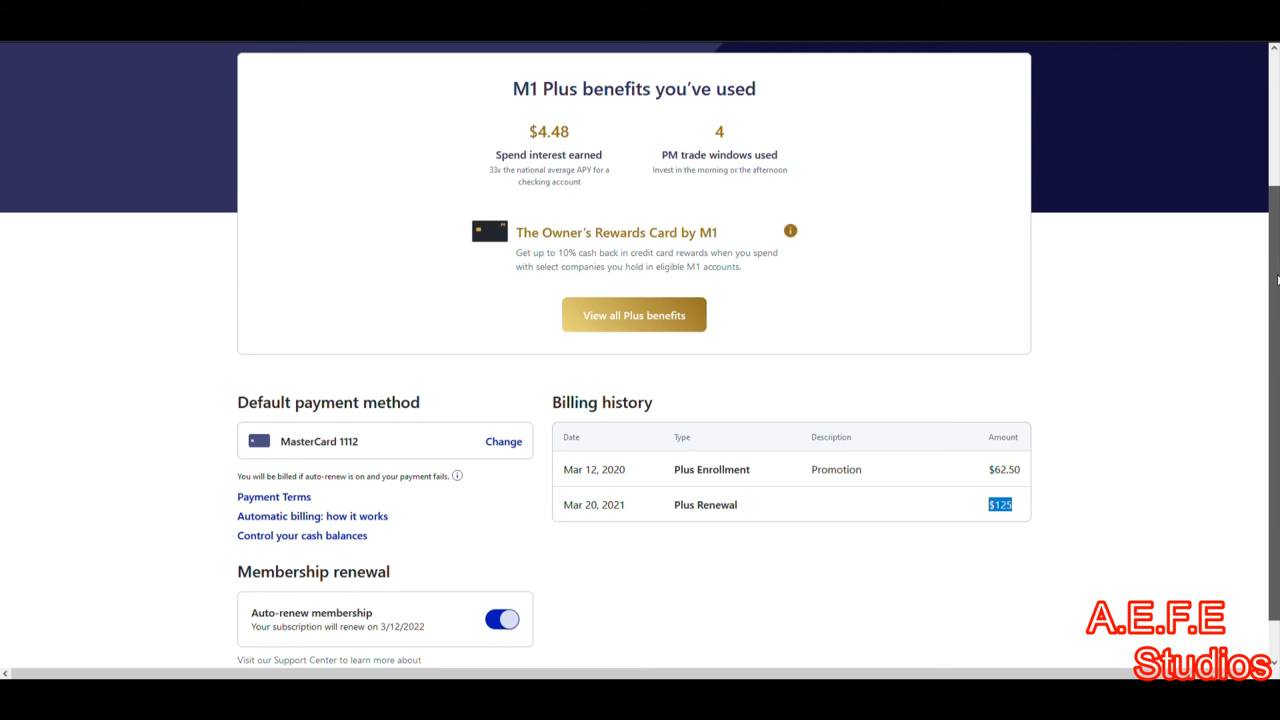 M1 Plus benefits you've used
$4.48
Spend interest earned
33x the national average APY for a
checking account
4
PM trade windows used
Invest in the morning or the afternoon
The Owner's Rewards Card by M1
Get up to 10% cash back in credit card rewards when you spend
with select companies you hold in eligible M1 accounts.
View all Plus benefits
Default payment method
MasterCard 1112 Change
You will be billed if auto-renew is on and your payment fails.
Payment Terms
Automatic billing: how it works
Control your cash balances
Membership renewal
Auto-renew membership
Your subscription will renew on 3/12/2022
Visit our Support Center to learn more about
Billing history
Date Type Description Amount
Mar 12, 2020 Plus Enrollment Promotion $62.50
Mar 20, 2021 Plus Renewal $125
A.E.F.E
Studios